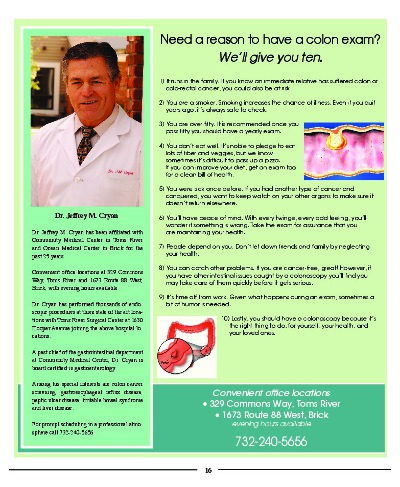 Need a reason to have a colon exam?
We'll give you ten.
1) It runs in the family. If you know an immediate relative has suffered colon or
colo-rectal cancer, you could also be at risk.
2) You are a smoker. Smoking increases the chance of illness. Even if you quit
years ago, it's always safe to check.
3) You are over fifty. It is recommended once you
pass fifty you should have a yearly exam.
4) You don't eat well. It's noble to pledge to eat
lots of fiber and veggies, but we know
sometimes it's difficult to pass up a pizza.
If you can improve your diet, get an exam too
for a clean bill of health.
5) You were sick once before. If you had another type of cancer and
conquered, you want to keep watch on your other organs to make sure it
doesn't return elsewhere.
6) You'll have peace of mind. With every twinge, every odd feeling, you'll
wonder if something is wrong. Take the exam for assurance that you
are maintaining your health.
7) People depend on you. Don't let down friends and family by neglecting
your health.
8) You can catch other problems. If you are cancer-free, great! However, if
you have other intestinal issues caught by a colonoscopy you'll find you
may take care of them quickly before it gets serious.
9) It's time off from work. Given what happens during an exam, sometimes a
bit of humor is needed.
10) Lastly, you should have a colonoscopy because it's
the right thing to do, for yourself, your health, and
your loved ones.
Dr. Jeffrey M. Crynn
Dr. Jeffrey M. Crynn has been affiliated with
Community Medical Center in Toms River
and Ocean Medical Center in Brick for the
past 25 years.
Convenient office locations at 329 Commons
Way, Toms River and 1673 Route 88 West,
Brick, with evening hours available.
Dr. Crynn has performed thousands of endo-
scopic procedures at these state of the art loca-
tions with Toms River Surgical Center at 1430
Hooper Avenue joining the above hospital lo-
cations.
A past chief of the gastrointestinal department
at Community Medical Center, Dr. Crynn is
board certified in gastroenterology.
Among his special interests are colon cancer
screening, gastroesophageal reflux disease,
peptic ulcer disease, irritable bowel syndrome
and liver disease.
For prompt scheduling in a professional atmo-
sphere call 732-240-5656
Convenient office locations
• 329 Commons Way, Toms River
• 1673 Route 88 West, Brick
evening hours available
732-240-5656
16